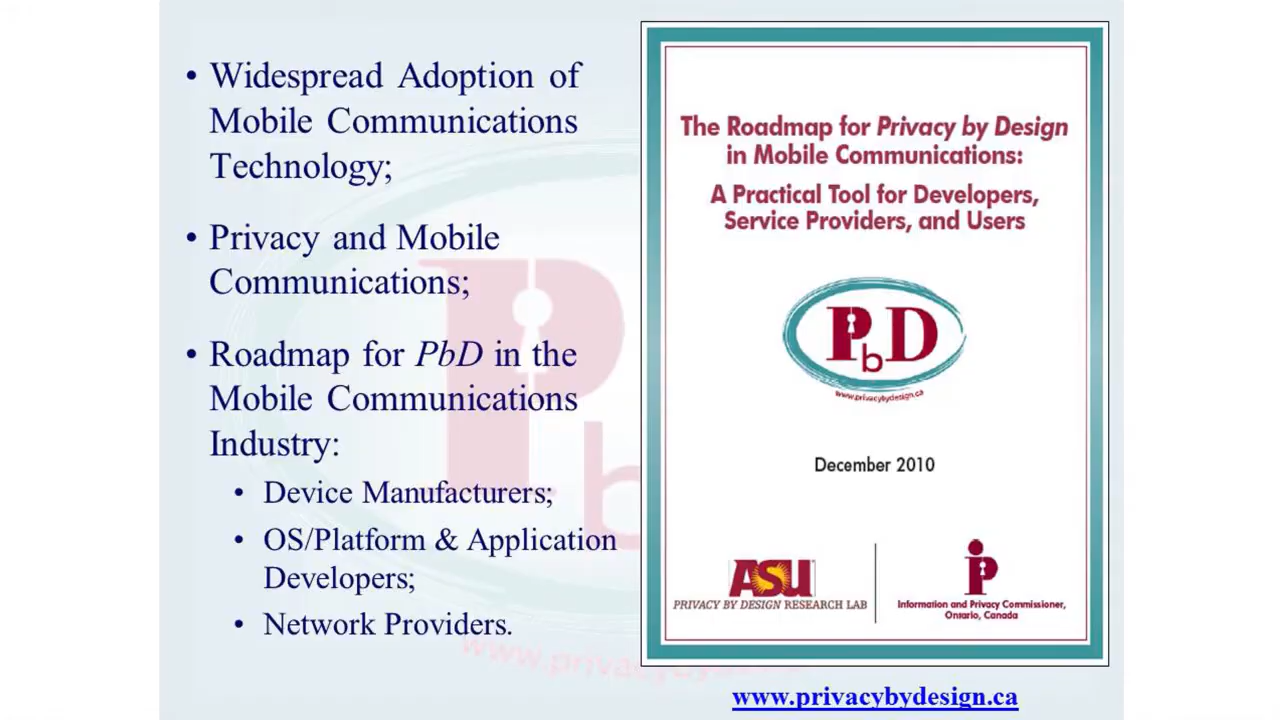 • Widespread Adoption of
Mobile Communications
Technology;
• Privacy and Mobile
Communications;
• Roadmap for PbD in the
Mobile Communications
Industry:
• Device Manufacturers;
• OS/Platform & Application
Developers;
• Network Providers.
The Roadmap for Privacy by Design
in Mobile Communications:
A Practical Tool for Developers,
Service Providers, and Users
PbD
www.privacybydesign.ca
December 2010
ASU
PRIVACY BY DESIGN RESEARCH LAB
Information and Privacy Commissioner,
Ontario, Canada
www.privacybydesign.ca